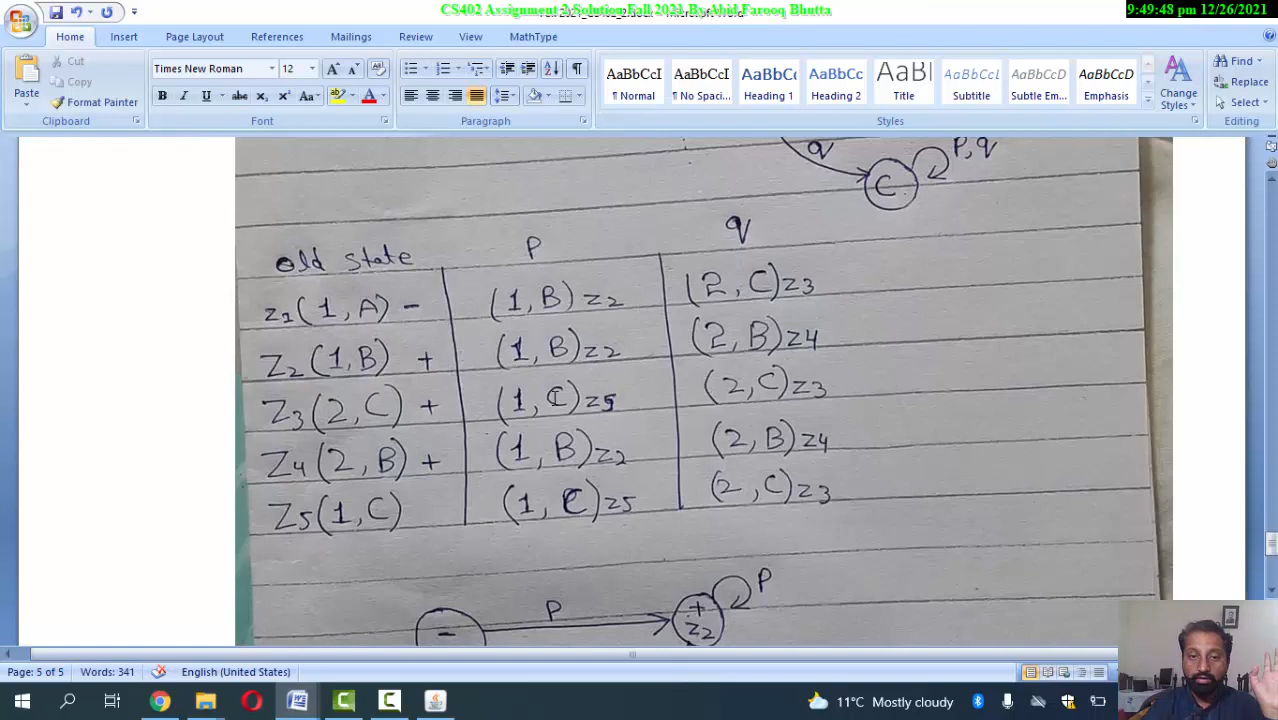 CS402 Assignment 2 Solution Fall 2021 By Abid Farooq Bhutta
9:49:48 pm 12/26/2021
Home Insert Page Layout References Mailings Review View MathType
Cut
Copy
Format Painter
Paste
Clipboard
Times New Roman 12
Font
Paragraph
AaBbCcI AaBbCcI AaBbCc AaBbCc AaBl AaBbCcL AaBbCcD AaBbCcD
¶ Normal ¶ No Spaci... Heading 1 Heading 2 Title Subtitle Subtle Em... Emphasis
Change Styles
Styles
Find
Replace
Select
Editing
q C P, q
old state P q
z1(1, A) - (1, B)z2 (2, C)z3
Z2(1, B) + (1, B)z2 (2, B)z4
Z3(2, C) + (1, C)z5 (2, C)z3
Z4(2, B) + (1, B)z2 (2, B)z4
Z5(1, C) (1, C)z5 (2, C)z3
- P + Z2 P
Page: 5 of 5 Words: 341 English (United States)
11°C Mostly cloudy